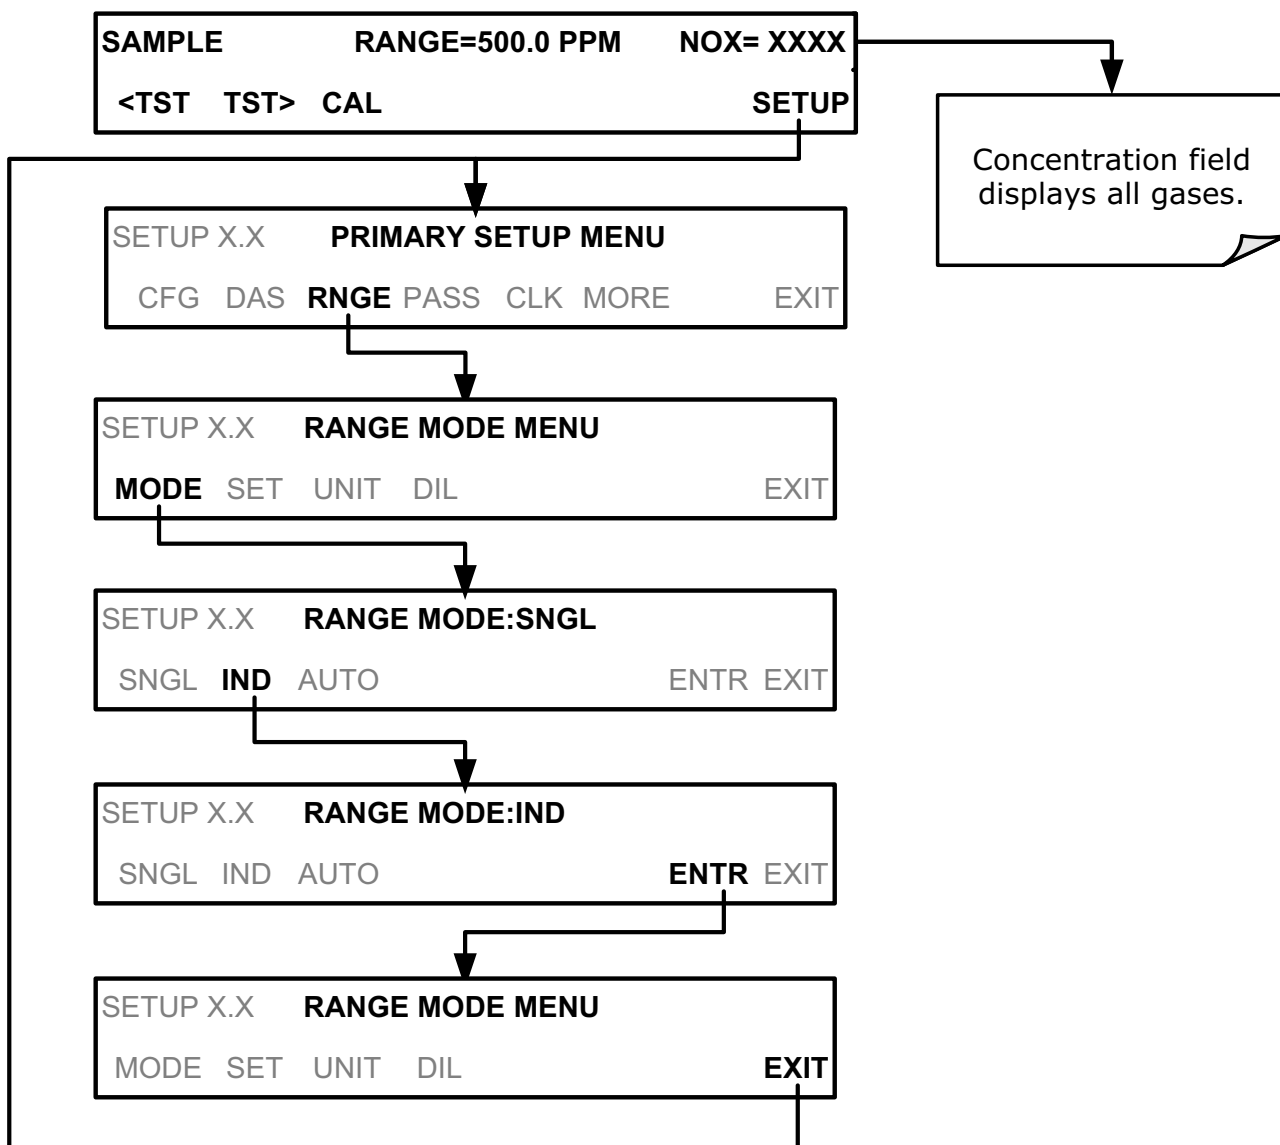 SAMPLE RANGE=500.0 PPM NOX= XXXX
<TST TST> CAL SETUP
Concentration field
displays all gases.
SETUP X.X PRIMARY SETUP MENU
CFG DAS RNGE PASS CLK MORE EXIT
SETUP X.X RANGE MODE MENU
MODE SET UNIT DIL EXIT
SETUP X.X RANGE MODE:SNGL
SNGL IND AUTO ENTR EXIT
SETUP X.X RANGE MODE:IND
SNGL IND AUTO ENTR EXIT
SETUP X.X RANGE MODE MENU
MODE SET UNIT DIL EXIT